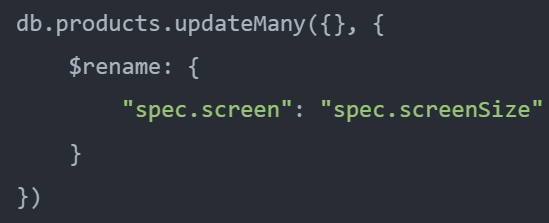 db.products.updateMany({}, {
    $rename: {
        "spec.screen": "spec.screenSize"
    }
})